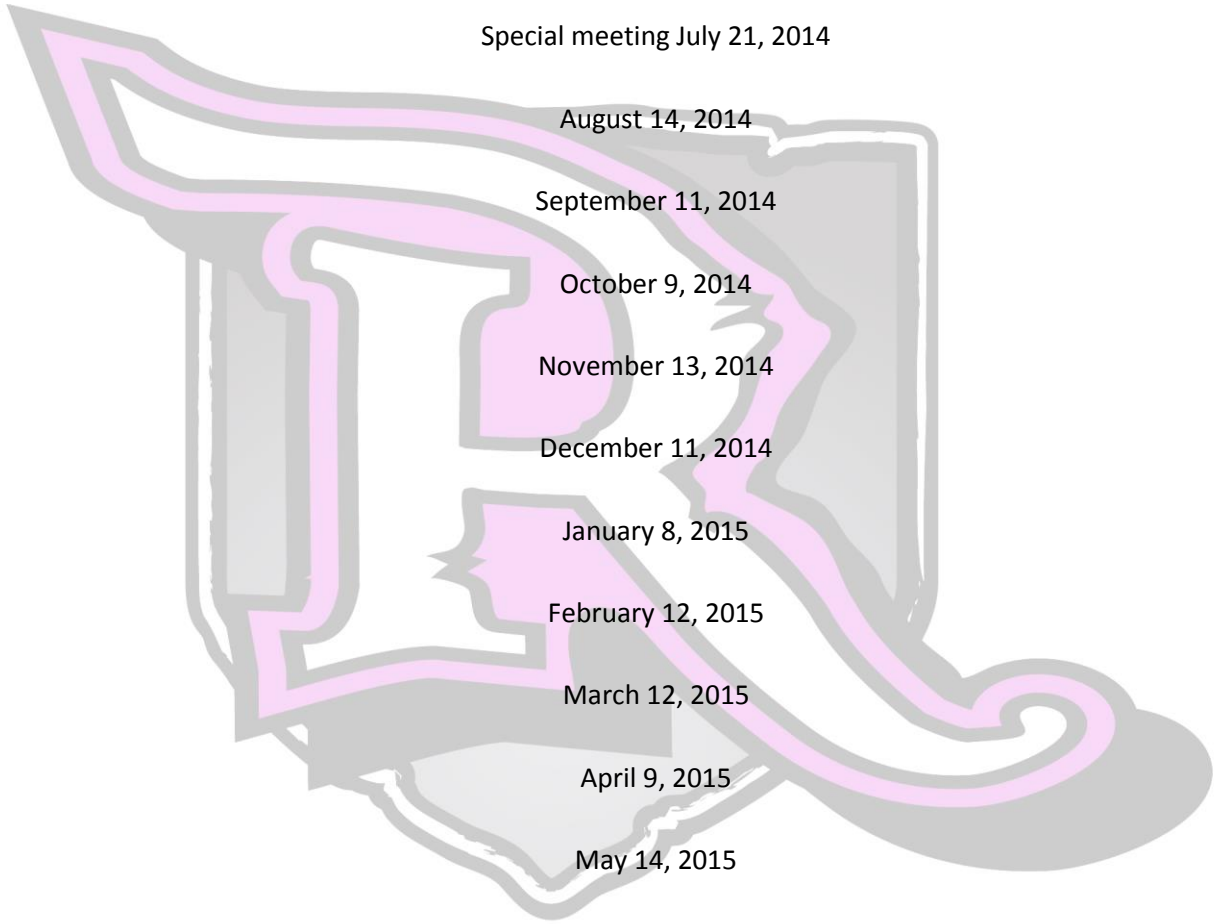 Special meeting July 21, 2014
August 14, 2014
September 11, 2014
October 9, 2014
November 13, 2014
December 11, 2014
January 8, 2015
February 12, 2015
March 12, 2015
April 9, 2015
May 14, 2015
R